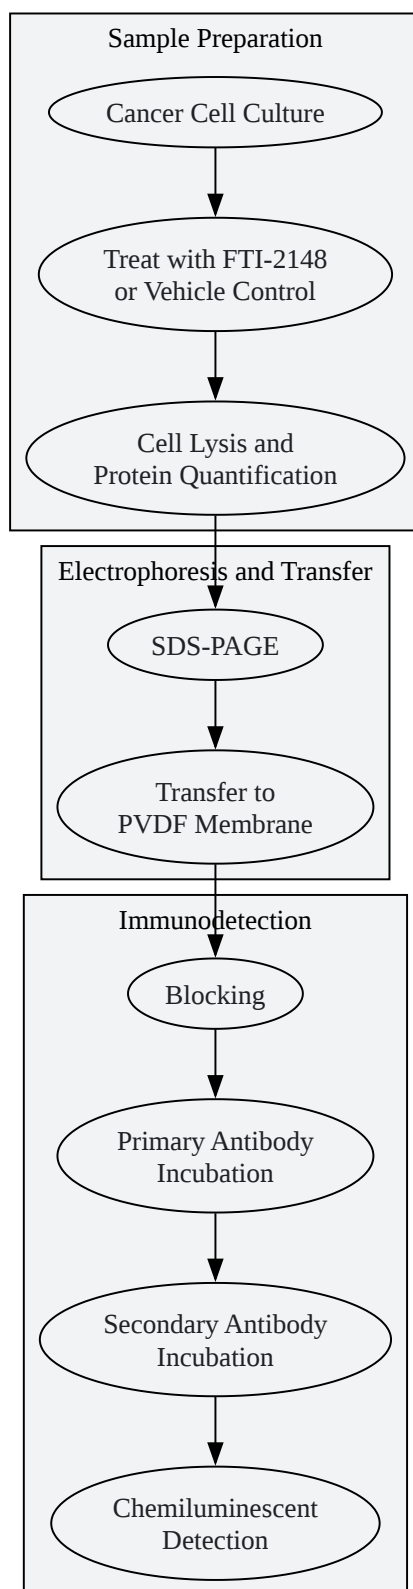 Sample Preparation
Cancer Cell Culture
Treat with FTI-2148
or Vehicle Control
Cell Lysis and
Protein Quantification
Electrophoresis and Transfer
SDS-PAGE
Transfer to
PVDF Membrane
Immunodetection
Blocking
Primary Antibody
Incubation
Secondary Antibody
Incubation
Chemiluminescent
Detection